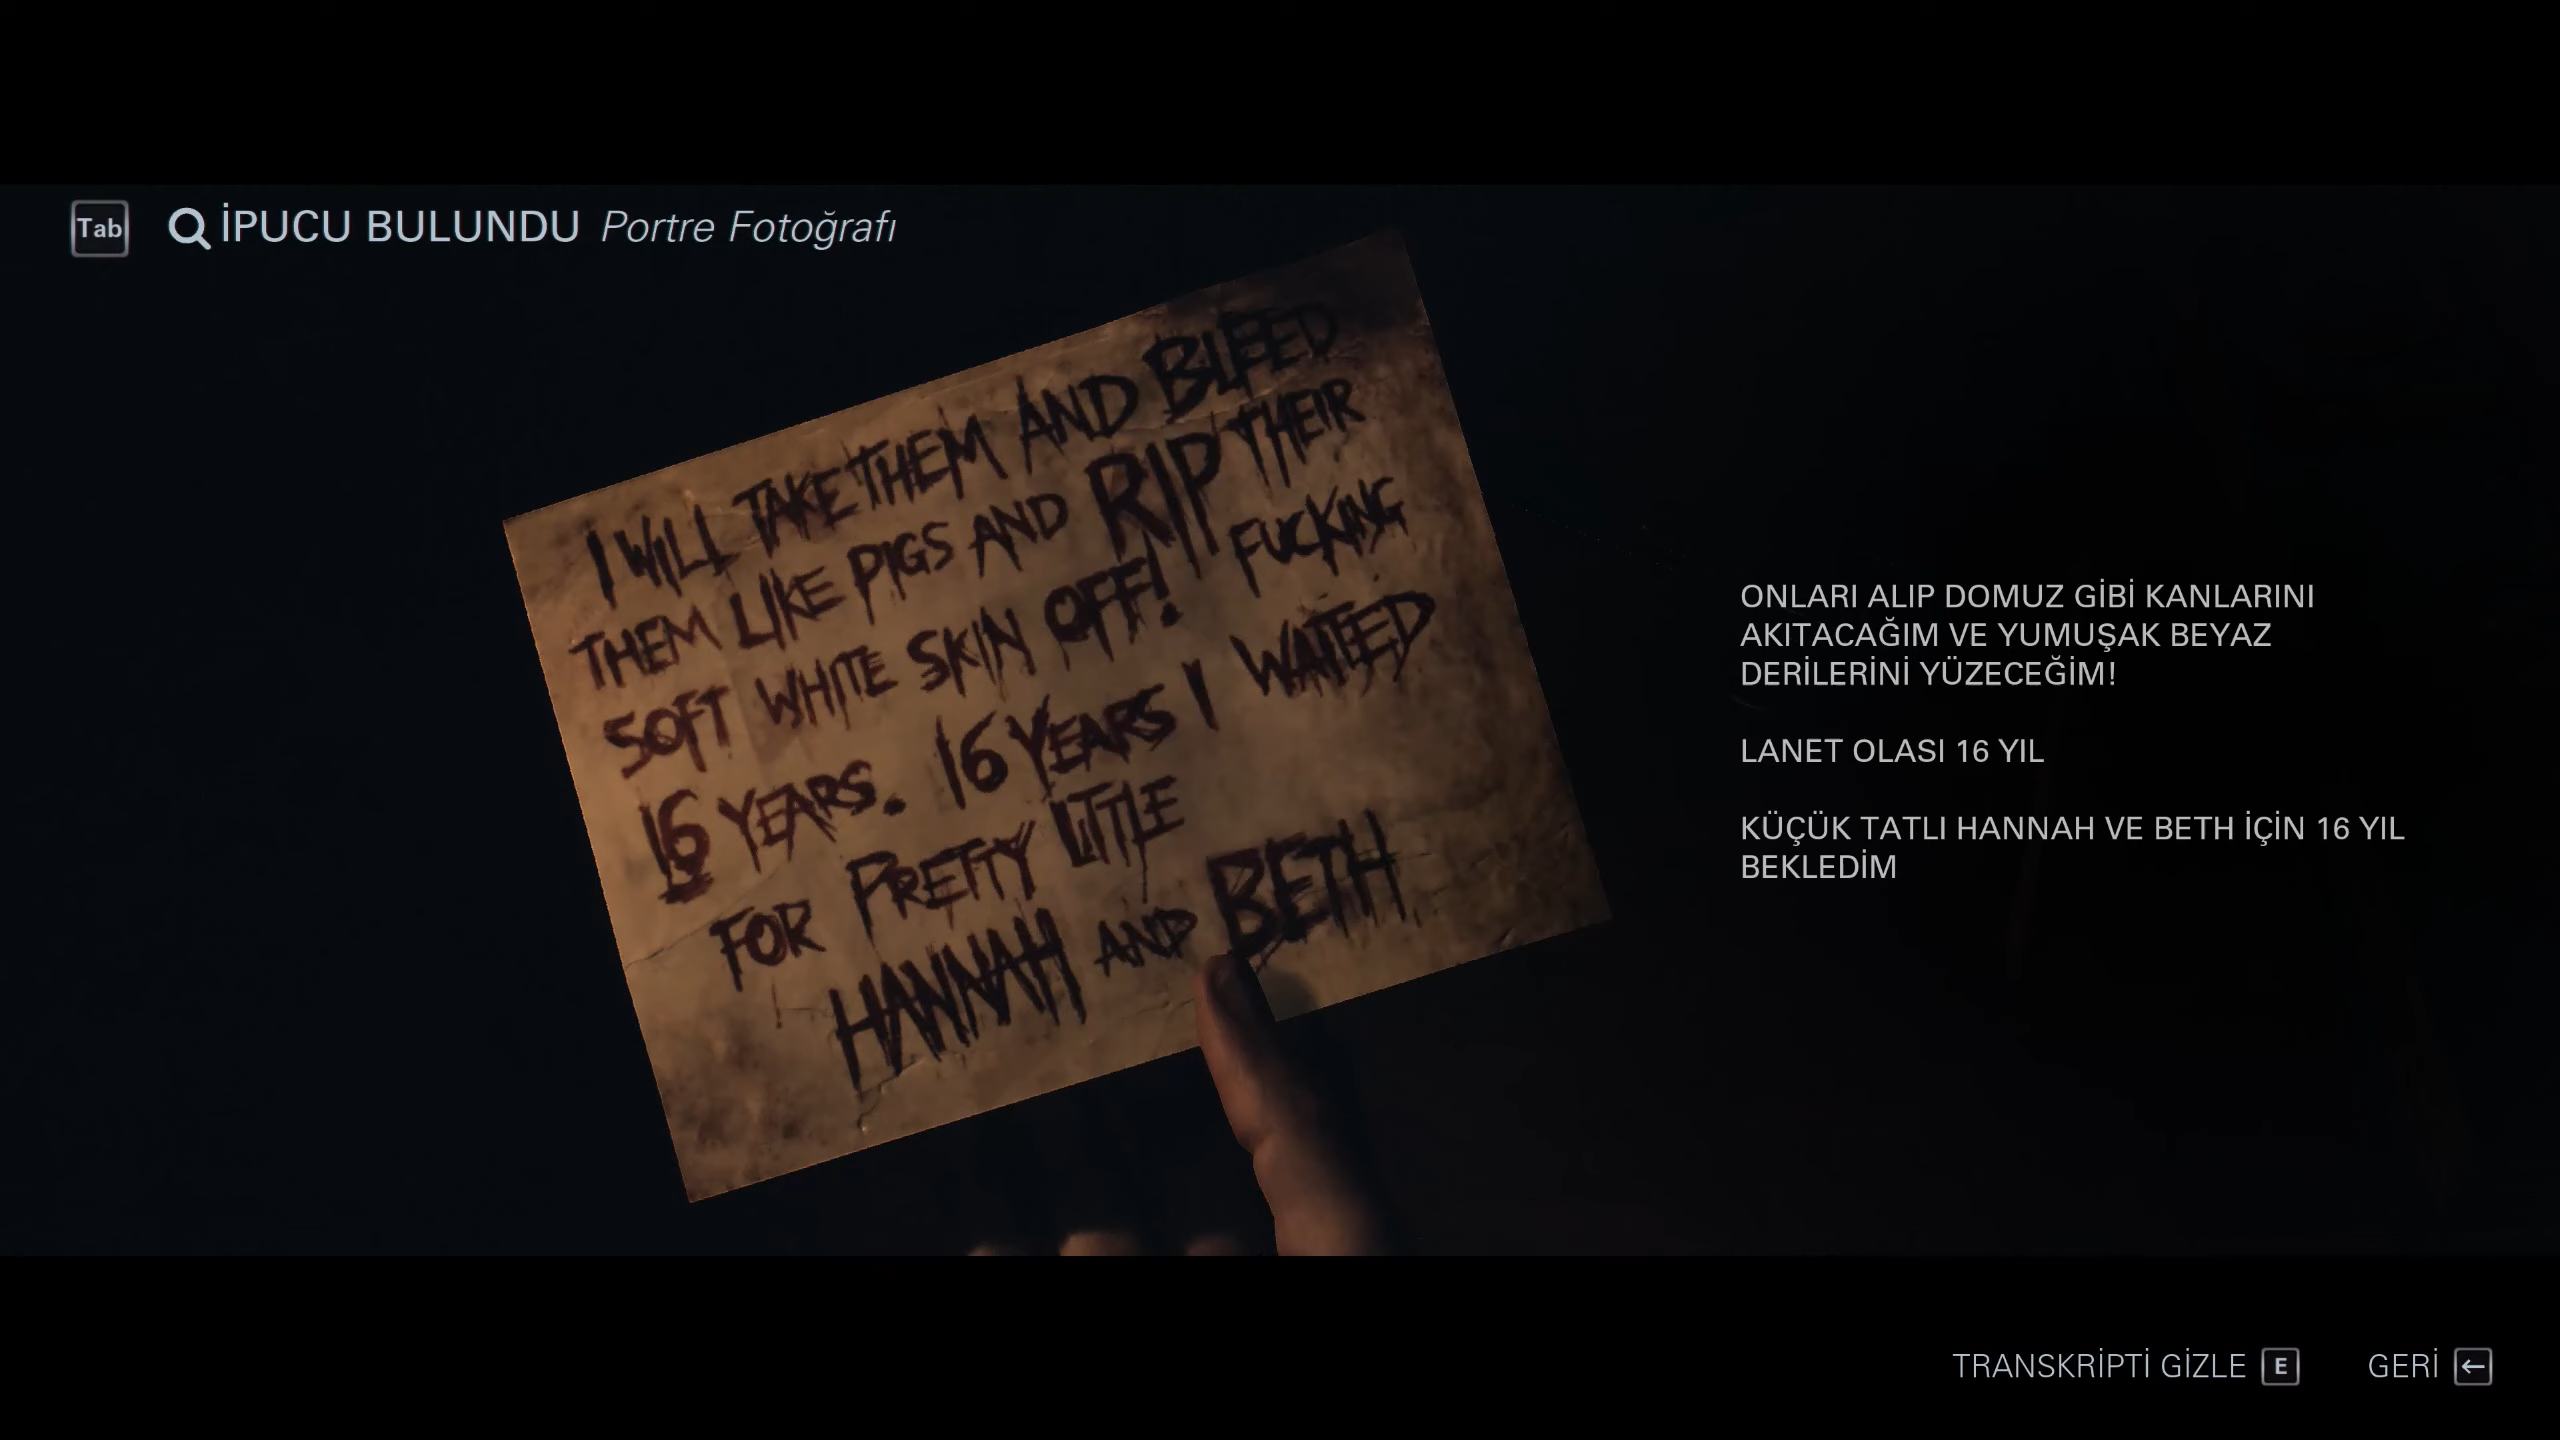 Tab
İPUCU BULUNDU Portre Fotoğrafı
I WILL TAKE THEM AND BLEED
THEM LIKE PIGS AND RIP THEIR
SOFT WHITE SKIN OFF! FUCKING
16 YEARS. 16 YEARS I WAITED
FOR PRETTY LITTLE
HANNAH AND BETH
ONLARI ALIP DOMUZ GİBİ KANLARINI
AKITACAĞIM VE YUMUŞAK BEYAZ
DERİLERİNİ YÜZECEĞİM!
LANET OLASI 16 YIL
KÜÇÜK TATLI HANNAH VE BETH İÇİN 16 YIL
BEKLEDİM
TRANSKRİPTİ GİZLE E GERİ ←